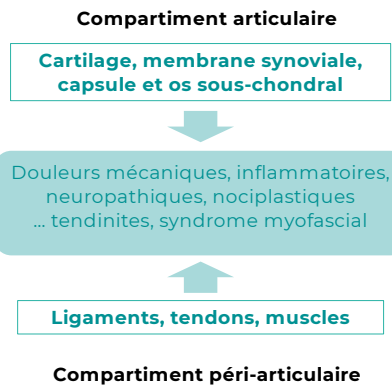 Compartiment articulaire
Cartilage, membrane synoviale,
capsule et os sous-chondral
Douleurs mécaniques, inflammatoires,
neuropathiques, nociplastiques
... tendinites, syndrome myofascial
Ligaments, tendons, muscles
Compartiment péri-articulaire